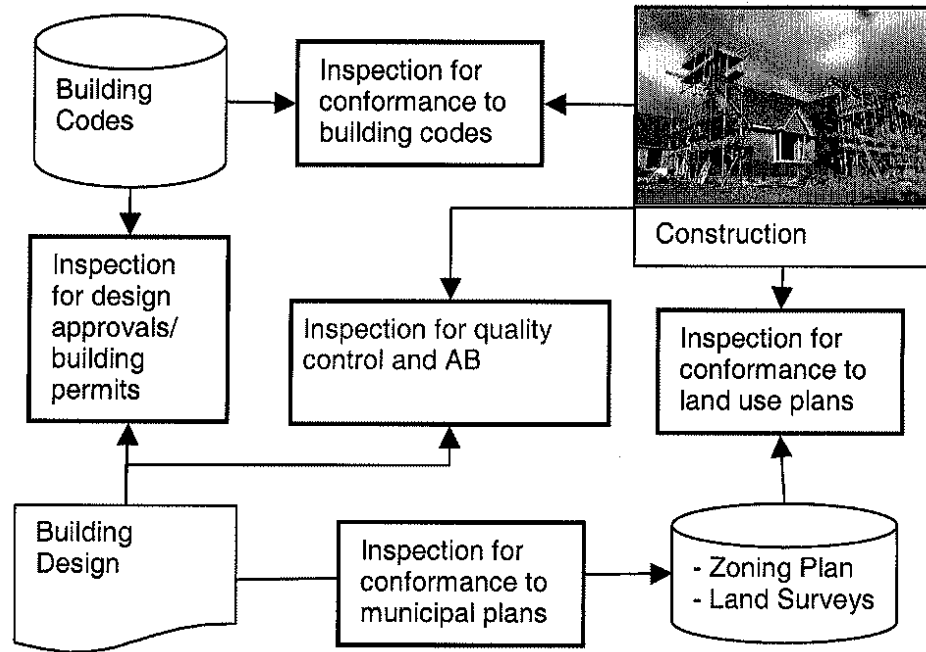 Building
Codes
Inspection for
conformance to
building codes
Construction
Inspection
for design
approvals/
building
permits
Inspection for quality
control and AB
Inspection for
conformance to
land use plans
Building
Design
Inspection for
conformance to
municipal plans
- Zoning Plan
- Land Surveys